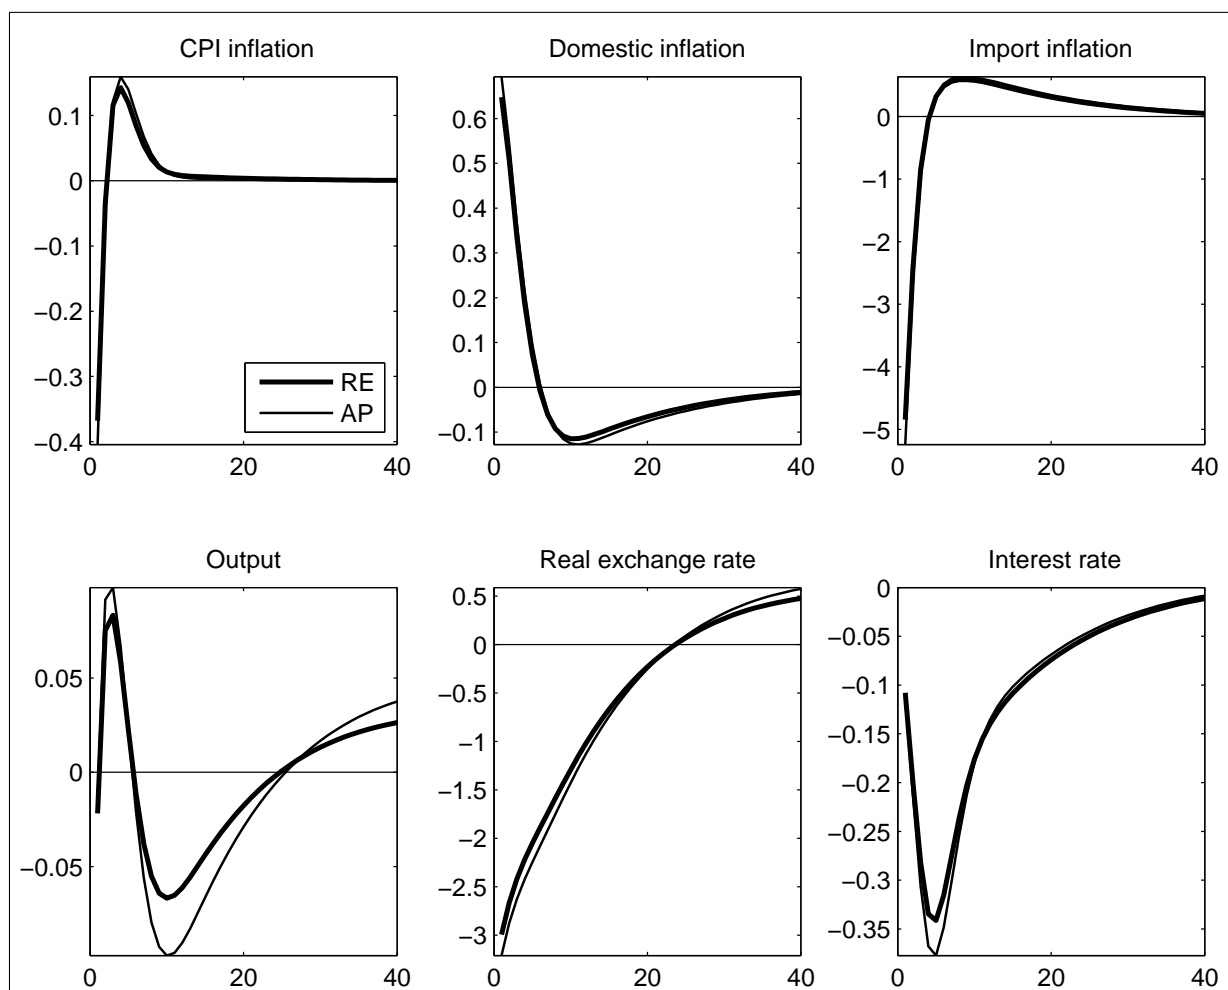 CPI inflation
0.1
0
−0.1
−0.2
−0.3
−0.4
0 20 40
RE
AP
Domestic inflation
0.6
0.5
0.4
0.3
0.2
0.1
0
−0.1
0 20 40
Import inflation
0
−1
−2
−3
−4
−5
0 20 40
Output
0.05
0
−0.05
0 20 40
Real exchange rate
0.5
0
−0.5
−1
−1.5
−2
−2.5
−3
0 20 40
Interest rate
0
−0.05
−0.1
−0.15
−0.2
−0.25
−0.3
−0.35
0 20 40